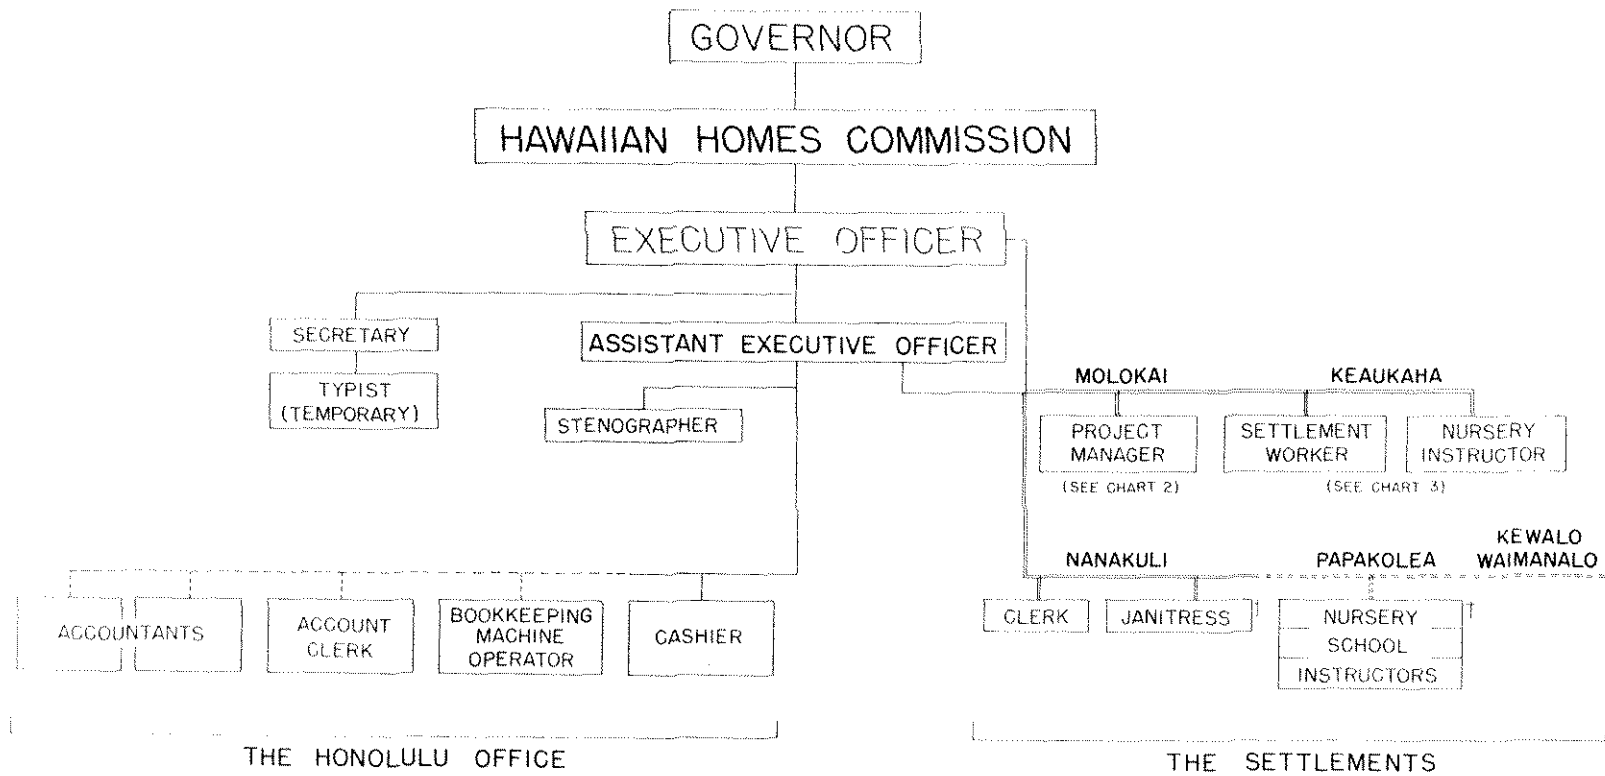 GOVERNOR
HAWAIIAN HOMES COMMISSION
EXECUTIVE OFFICER
SECRETARY
TYPIST
(TEMPORARY)
ASSISTANT EXECUTIVE OFFICER
STENOGRAPHER
MOLOKAI
KEAUKAHA
PROJECT
MANAGER
(SEE CHART 2)
SETTLEMENT
WORKER
NURSERY
INSTRUCTOR
(SEE CHART 3)
ACCOUNTANTS
ACCOUNT
CLERK
BOOKKEEPING
MACHINE
OPERATOR
CASHIER
NANAKULI
PAPAKOLEA
KEWALO
WAIMANALO
CLERK
JANITRESS
NURSERY
SCHOOL
INSTRUCTORS
THE HONOLULU OFFICE
THE SETTLEMENTS